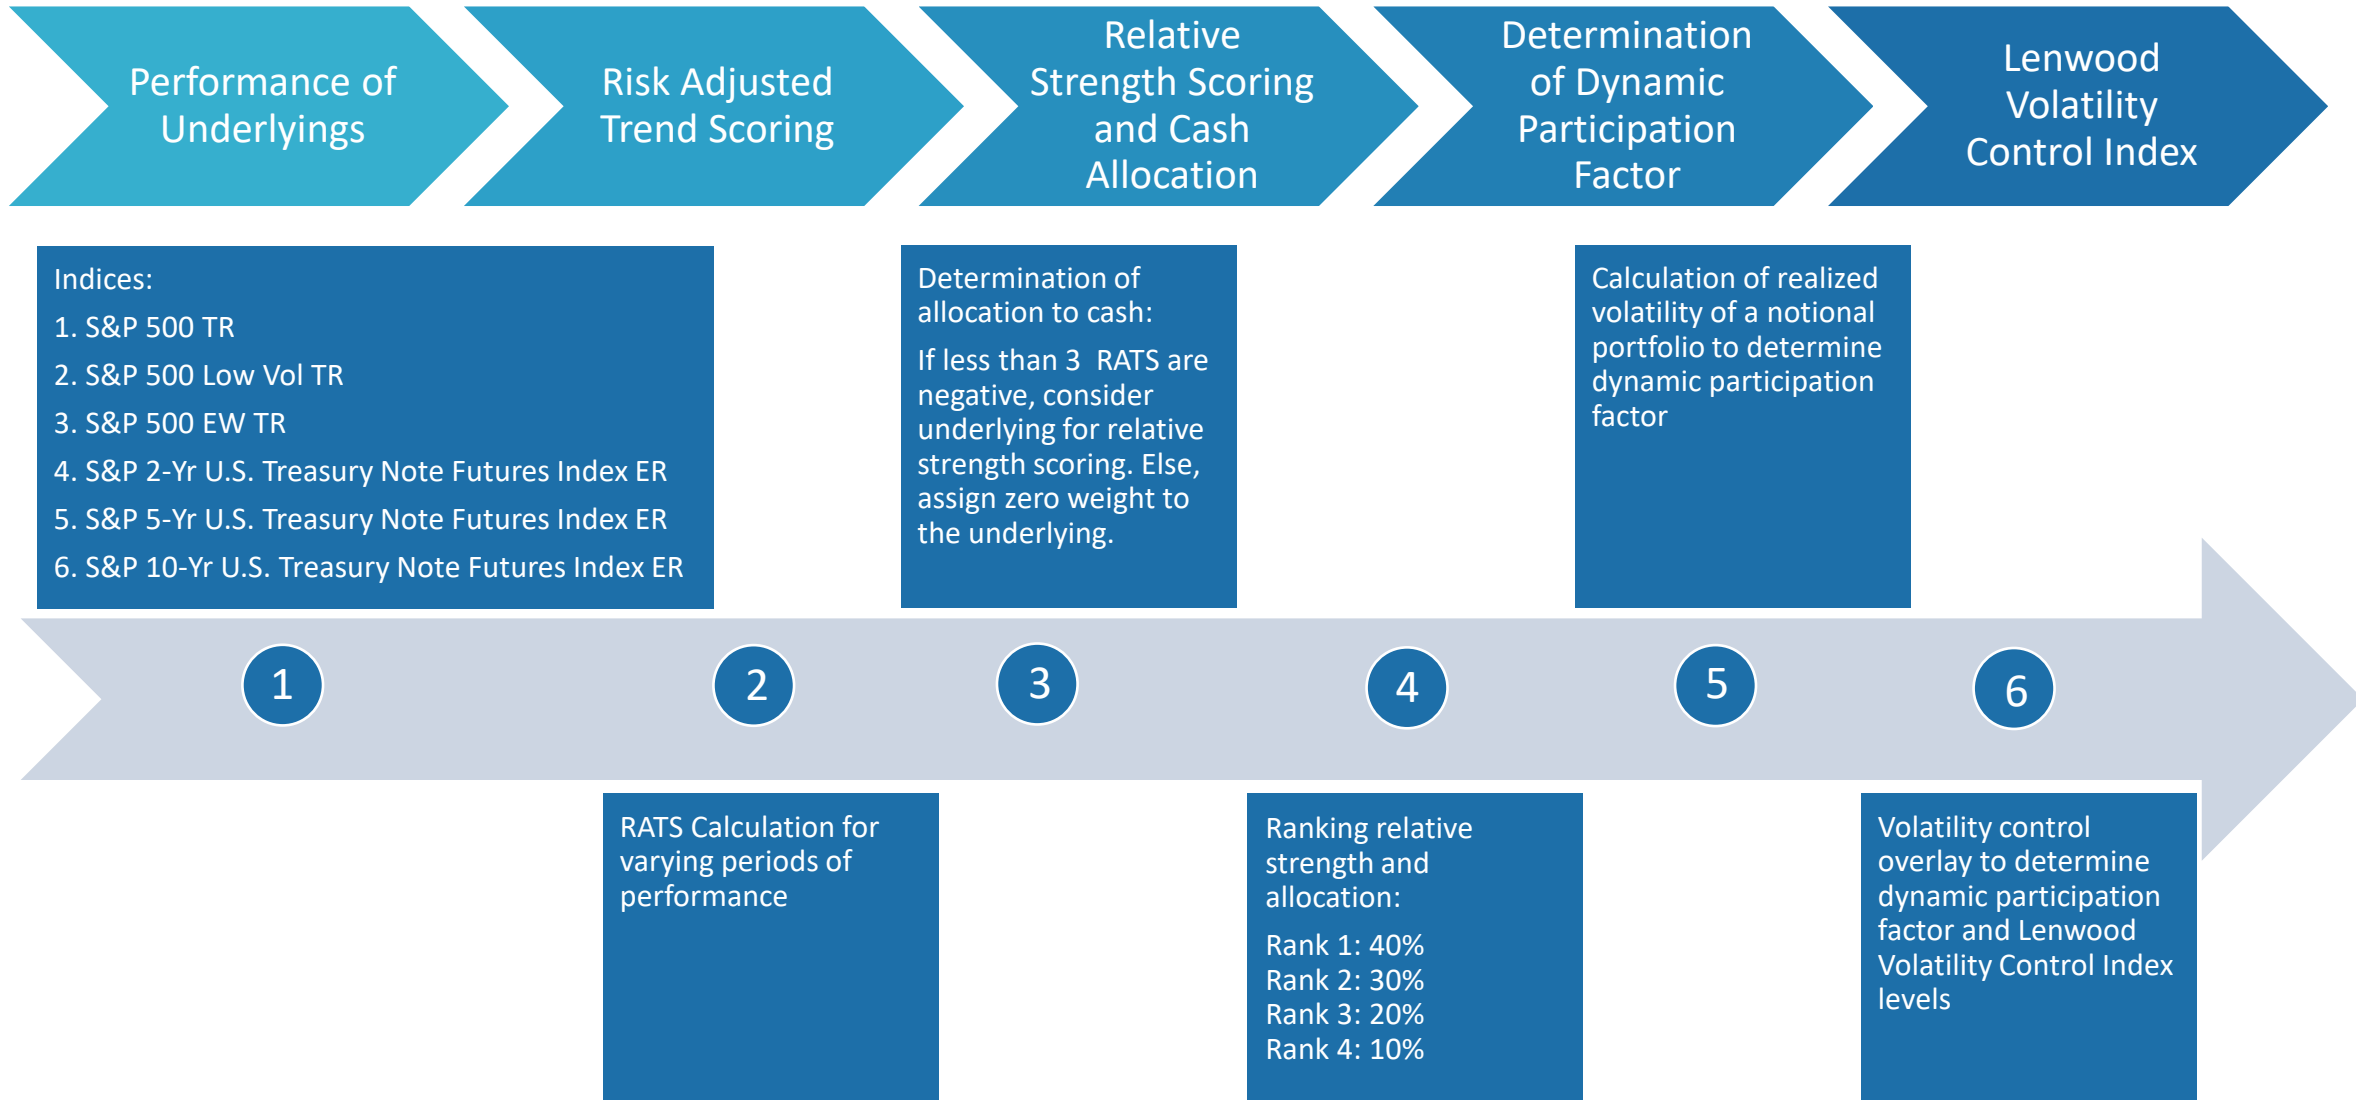 Performance of
Underlyings
Risk Adjusted
Trend Scoring
Relative
Strength Scoring
and Cash
Allocation
Determination
of Dynamic
Participation
Factor
Lenwood
Volatility
Control Index
Indices:
1. S&P 500 TR
2. S&P 500 Low Vol TR
3. S&P 500 EW TR
4. S&P 2-Yr U.S. Treasury Note Futures Index ER
5. S&P 5-Yr U.S. Treasury Note Futures Index ER
6. S&P 10-Yr U.S. Treasury Note Futures Index ER
Determination of
allocation to cash:
If less than 3 RATS are
negative, consider
underlying for relative
strength scoring. Else,
assign zero weight to
the underlying.
Calculation of realized
volatility of a notional
portfolio to determine
dynamic participation
factor
1
2
3
4
5
6
RATS Calculation for
varying periods of
performance
Ranking relative
strength and
allocation:
Rank 1: 40%
Rank 2: 30%
Rank 3: 20%
Rank 4: 10%
Volatility control
overlay to determine
dynamic participation
factor and Lenwood
Volatility Control Index
levels